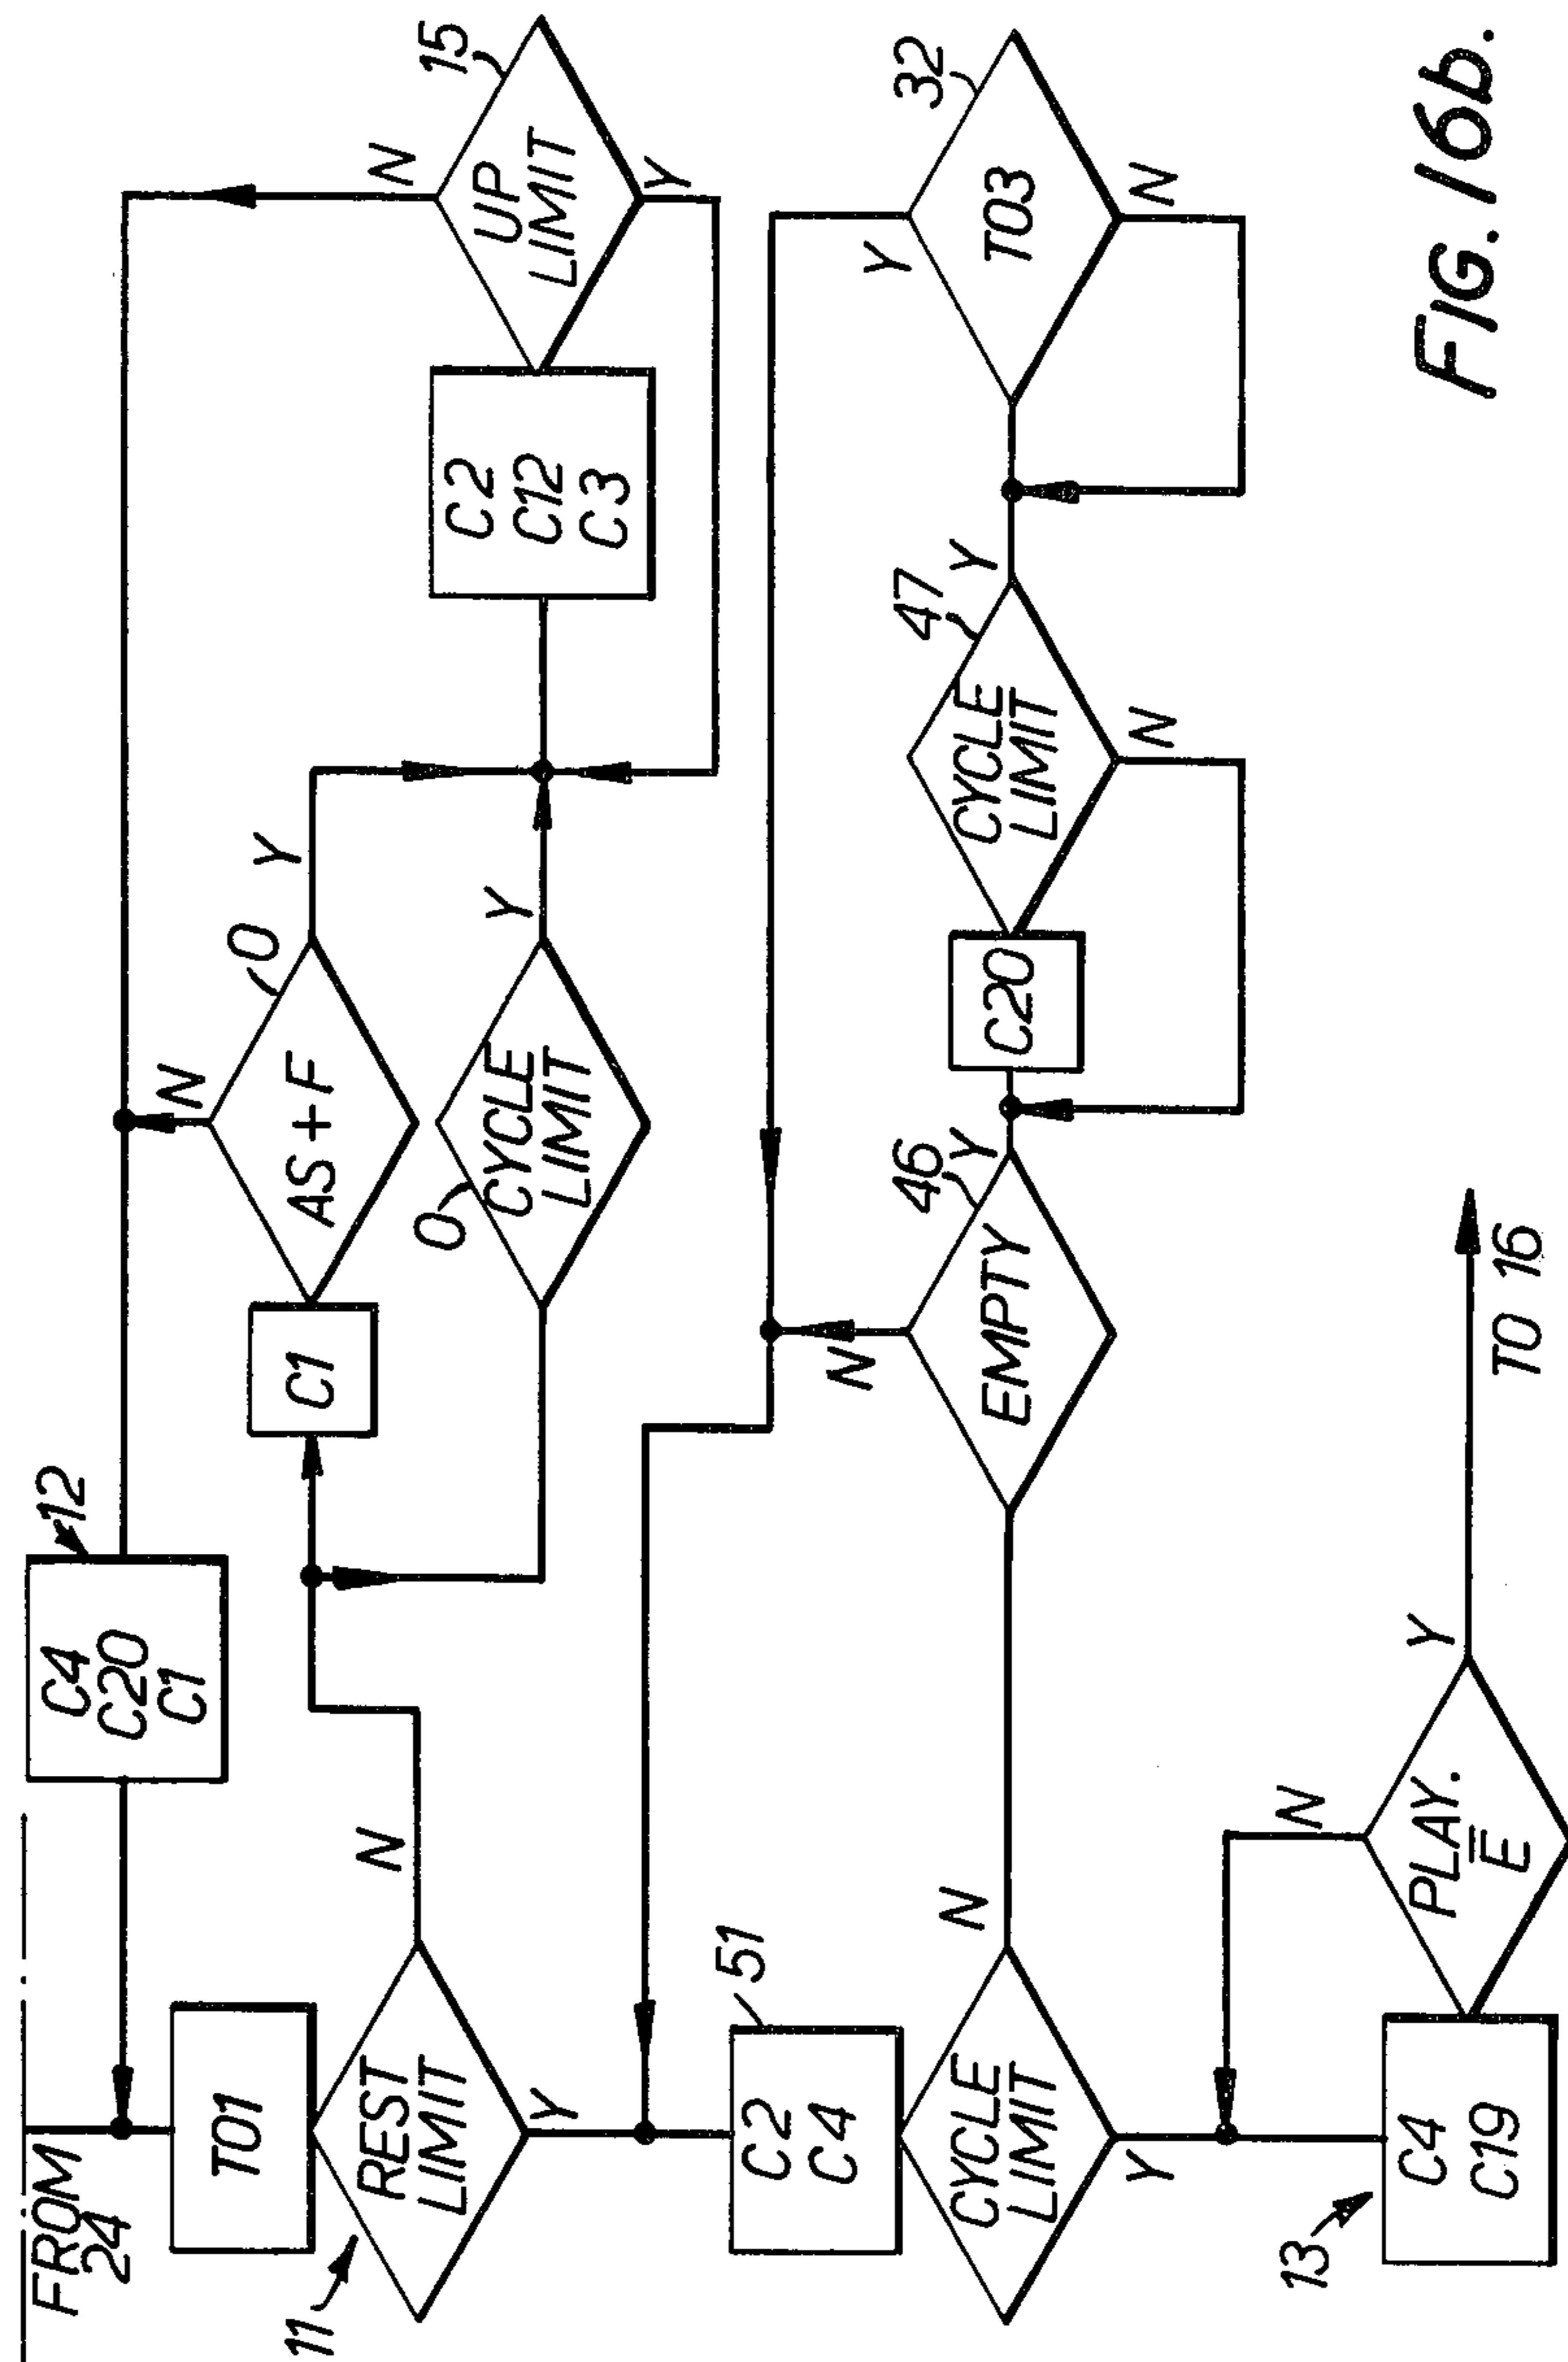 FROM
24
T01
11
REST
LIMIT
N
Y
C4
C20
C1
12
C1
AS+F
0
N
Y
CYCLE
LIMIT
0
Y
C2
C12
C3
UP
LIMIT
15
N
Y
C2
C4
51
CYCLE
LIMIT
N
Y
EMPTY
46
N
Y
C20
CYCLE
LIMIT
47
Y
N
T03
32
Y
N
13
C4
C19
PLAY.
E̅
N
Y
TO 16
FIG. 16b.